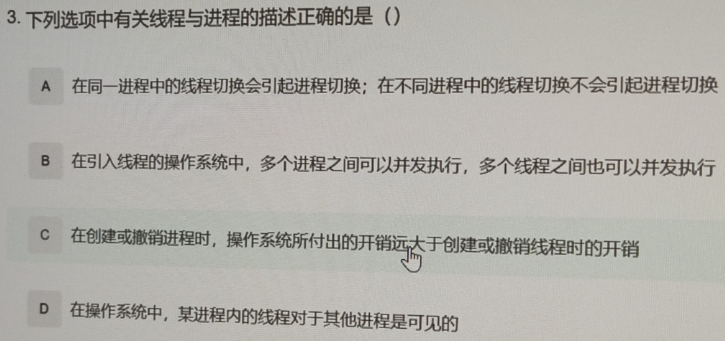 3. 下列选项中有关线程与进程的描述正确的是（）
A 在同一进程中的线程切换会引起进程切换；在不同进程中的线程切换不会引起进程切换
B 在引入线程的操作系统中，多个进程之间可以并发执行，多个线程之间也可以并发执行
C 在创建或撤销进程时，操作系统所付出的开销远大于创建或撤销线程时的开销
D 在操作系统中，某进程内的线程对于其他进程是可见的